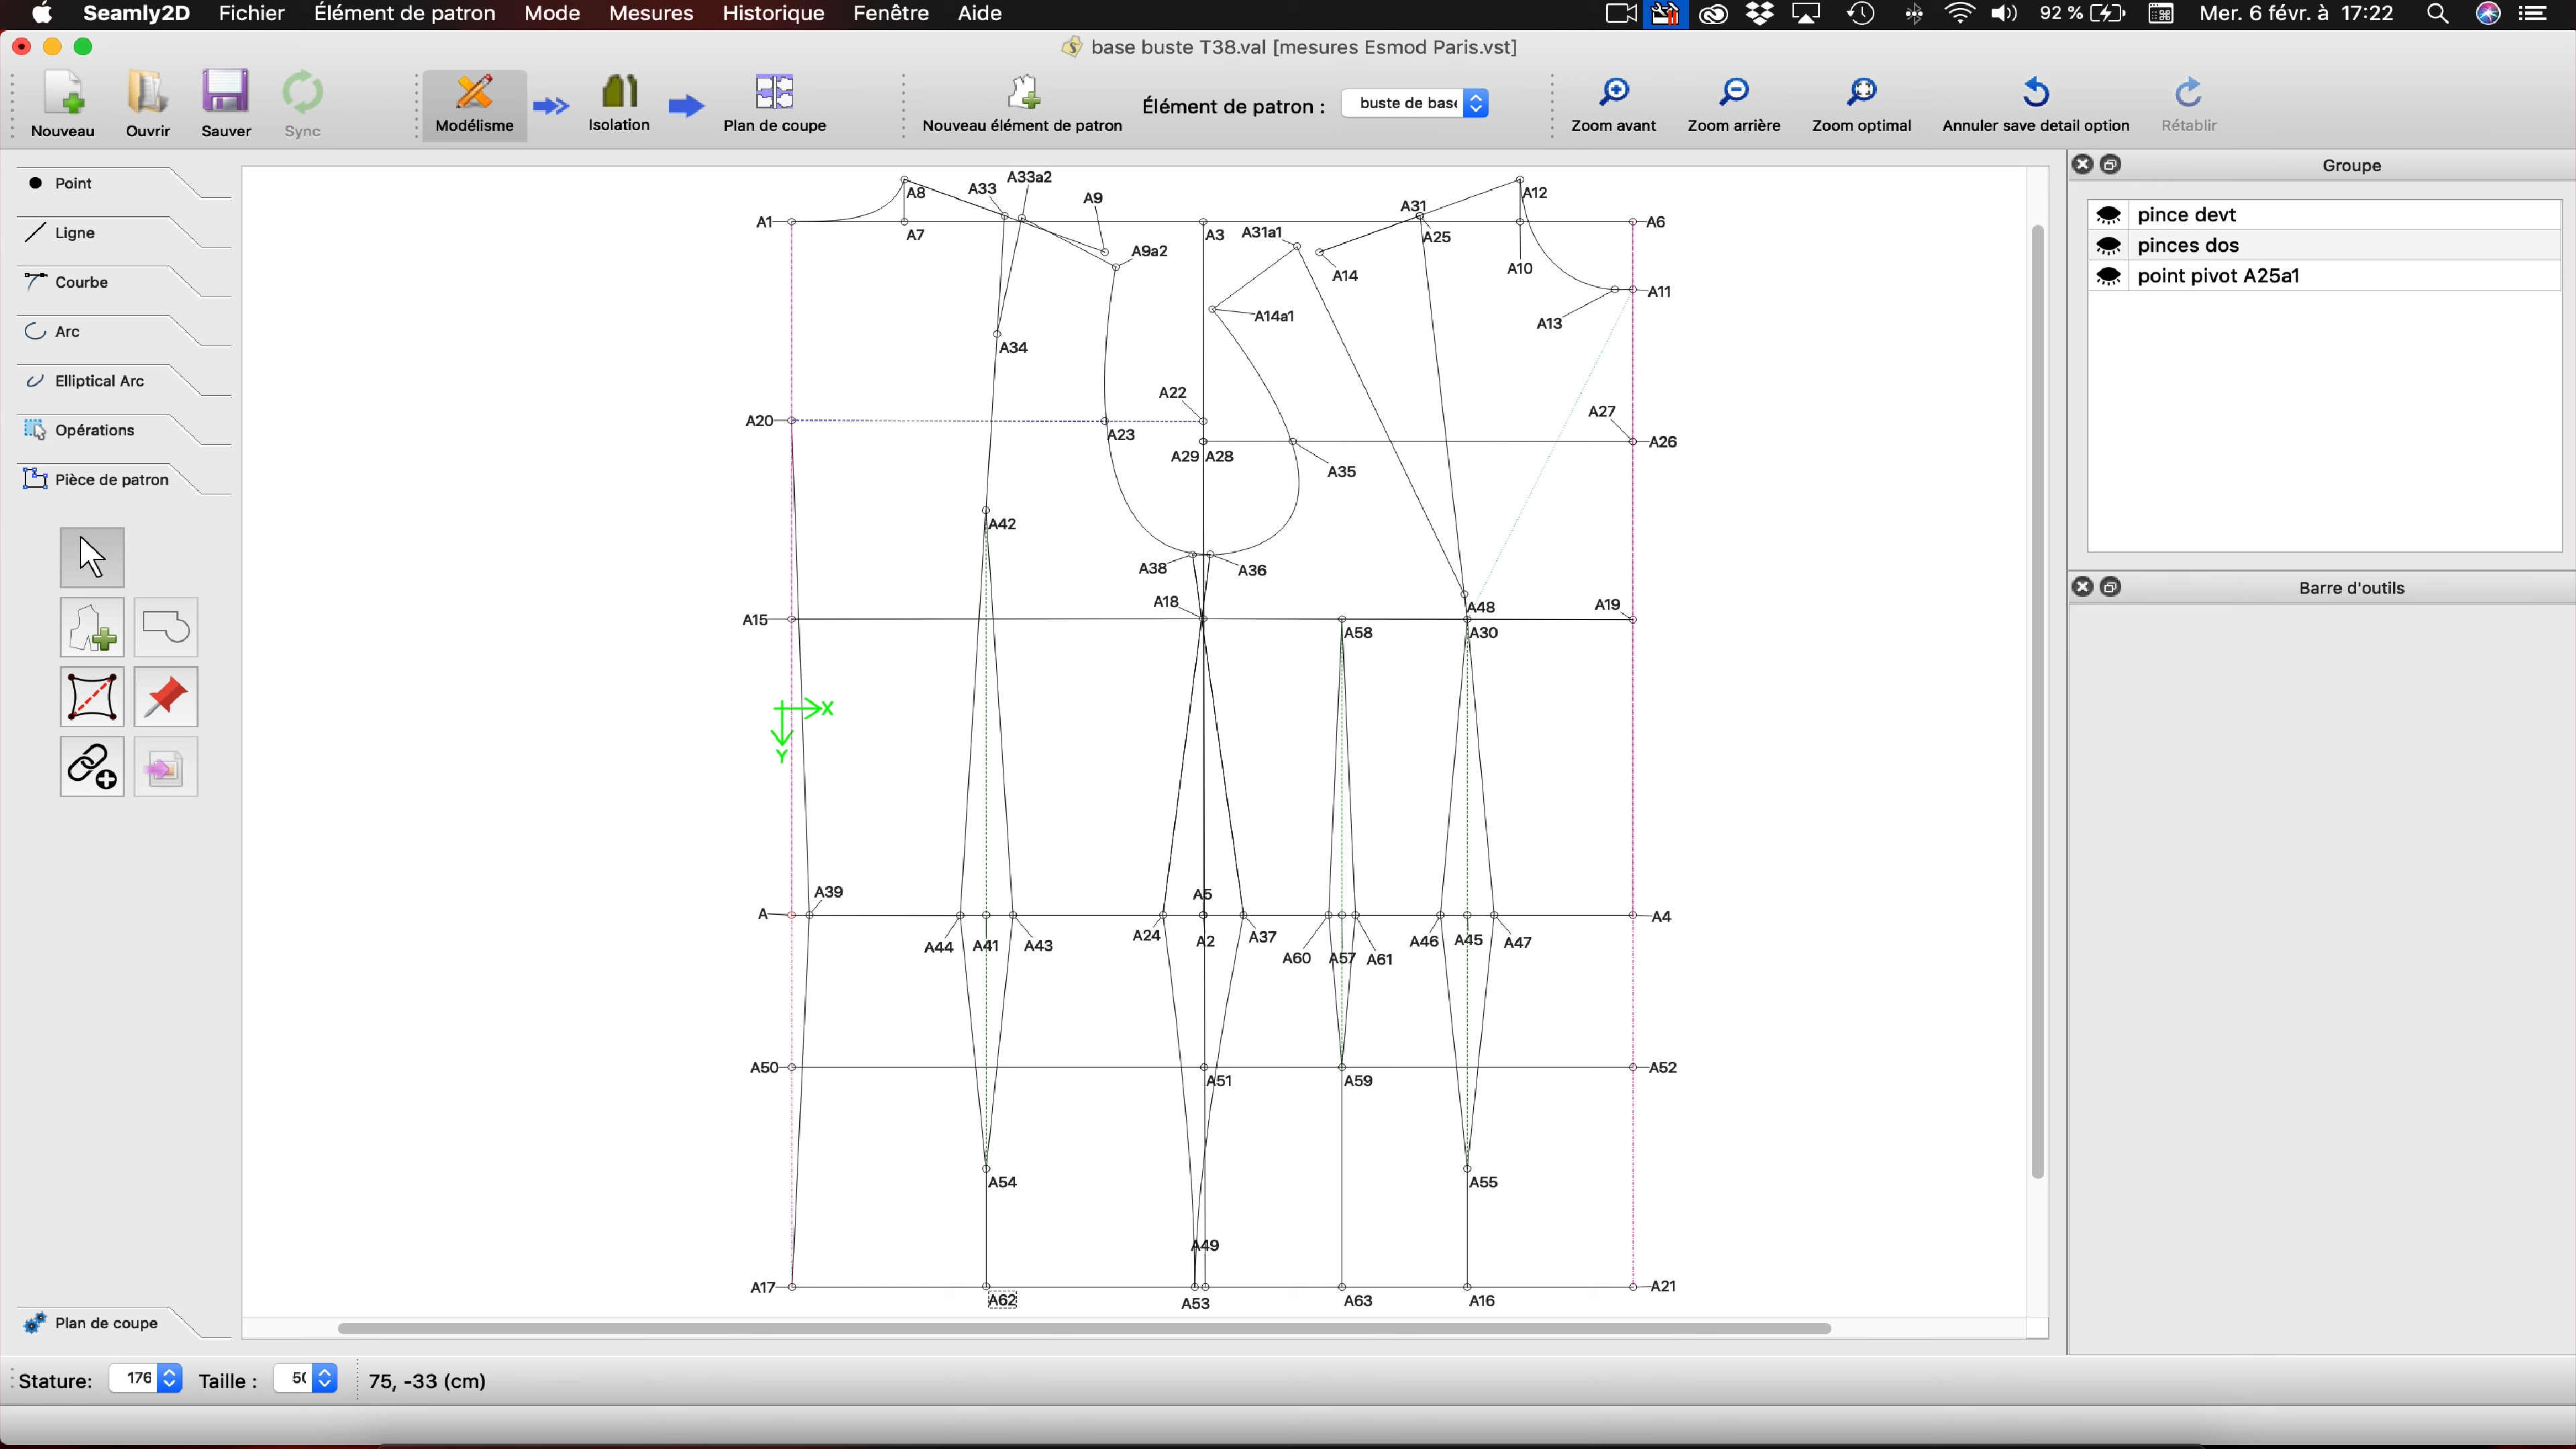 Seamly2D Fichier Élément de patron Mode Mesures Historique Fenêtre Aide 92 % Mer. 6 févr. à 17:22
base buste T38.val [mesures Esmod Paris.vst]
Nouveau Ouvrir Sauver Sync Modélisme Isolation Plan de coupe Nouveau élément de patron Élément de patron : buste de base Zoom avant Zoom arrière Zoom optimal Annuler save detail option Rétablir
Point
Ligne
Courbe
Arc
Elliptical Arc
Opérations
Pièce de patron
Plan de coupe
A33a2
A33
A8
A9
A31
A12
A1
A7
A3
A31a1
A25
A6
A9a2
A14
A10
A11
A14a1
A13
A34
A22
A27
A20
A23
A26
A29
A28
A35
A42
A38
A36
A18
A48
A19
A15
A58
A30
X
Y
A39
A5
A
A4
A44
A41
A43
A24
A2
A37
A60
A57
A61
A46
A45
A47
A50
A51
A59
A52
A54
A55
A49
A17
A62
A53
A63
A16
A21
Groupe
pince devt
pinces dos
point pivot A25a1
Barre d'outils
Stature: 176 Taille : 50 75, -33 (cm)